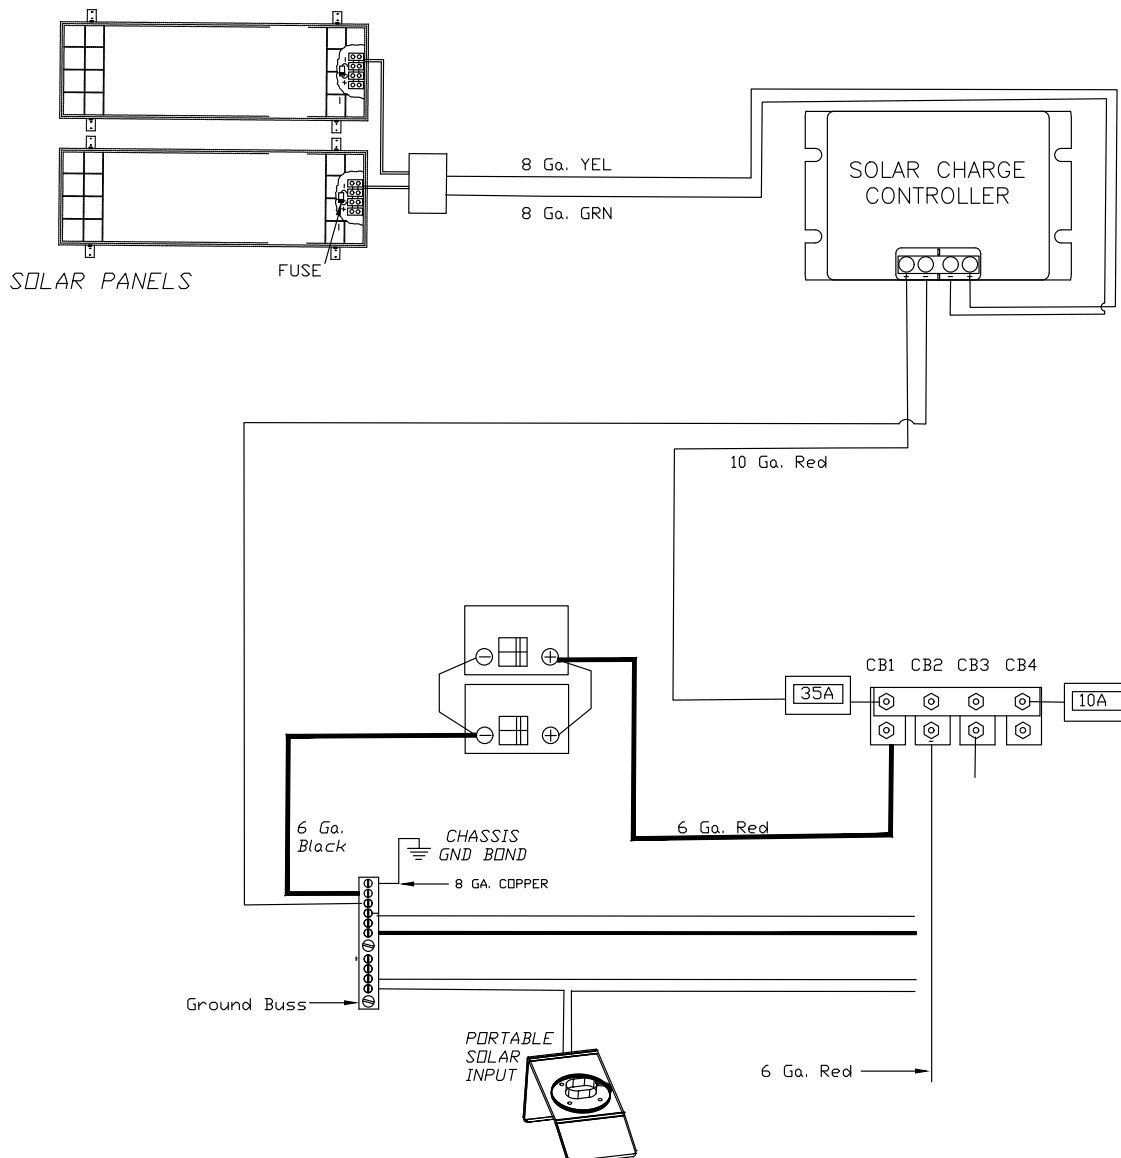 8 Ga. YEL
8 Ga. GRN
SOLAR CHARGE
CONTROLLER
FUSE
SOLAR PANELS
+ - - +
10 Ga. Red
CB1 CB2 CB3 CB4
35A
10A
6 Ga. Red
6 Ga.
Black
CHASSIS
GND BOND
8 GA. COPPER
Ground Buss
PORTABLE
SOLAR
INPUT
6 Ga. Red